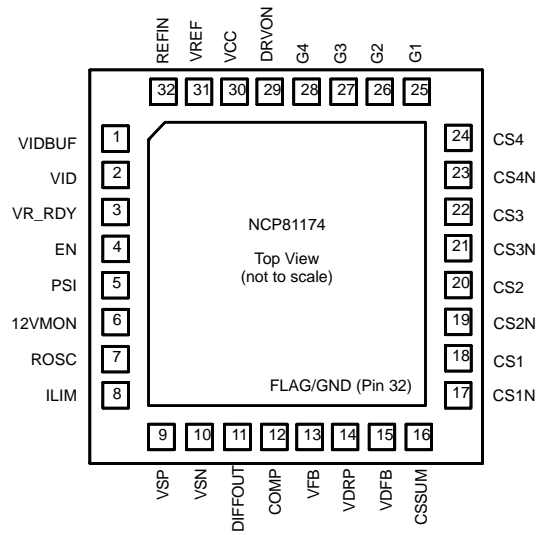 REFIN
VREF
VCC
DRVON
G4
G3
G2
G1
32
31
30
29
28
27
26
25
VIDBUF
1
VID
2
VR_RDY
3
EN
4
PSI
5
12VMON
6
ROSC
7
ILIM
8
NCP81174
Top View
(not to scale)
FLAG/GND (Pin 32)
24
CS4
23
CS4N
22
CS3
21
CS3N
20
CS2
19
CS2N
18
CS1
17
CS1N
9
10
11
12
13
14
15
16
VSP
VSN
DIFFOUT
COMP
VFB
VDRP
VDFB
CSSUM